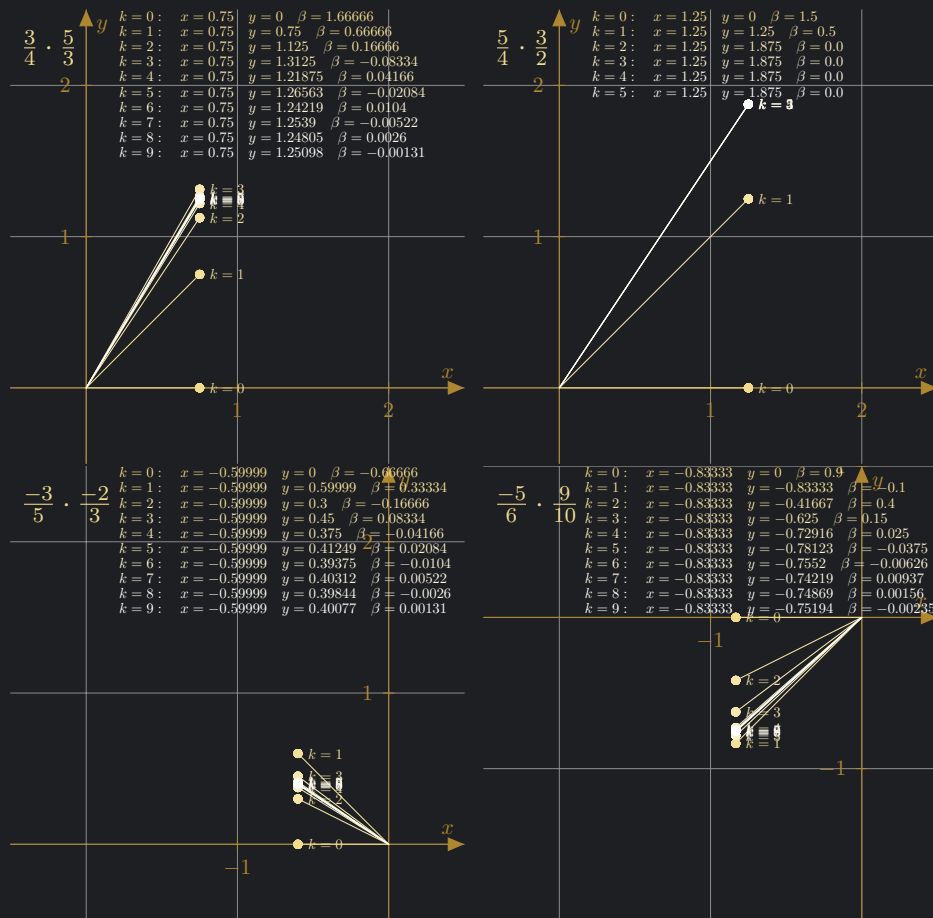 y
3/4 · 5/3
k = 0 : x = 0.75 y = 0 β = 1.66666
k = 1 : x = 0.75 y = 0.75 β = 0.66666
k = 2 : x = 0.75 y = 1.125 β = 0.16666
k = 3 : x = 0.75 y = 1.3125 β = −0.08334
k = 4 : x = 0.75 y = 1.21875 β = 0.04166
k = 5 : x = 0.75 y = 1.26563 β = −0.02084
k = 6 : x = 0.75 y = 1.24219 β = 0.0104
k = 7 : x = 0.75 y = 1.2539 β = −0.00522
k = 8 : x = 0.75 y = 1.24805 β = 0.0026
k = 9 : x = 0.75 y = 1.25098 β = −0.00131
2
k = 3
k = 4
k = 2
1
k = 1
x
k = 0
1
2
y
5/4 · 3/2
k = 0 : x = 1.25 y = 0 β = 1.5
k = 1 : x = 1.25 y = 1.25 β = 0.5
k = 2 : x = 1.25 y = 1.875 β = 0.0
k = 3 : x = 1.25 y = 1.875 β = 0.0
k = 4 : x = 1.25 y = 1.875 β = 0.0
k = 5 : x = 1.25 y = 1.875 β = 0.0
2
k = 1
1
x
k = 0
1
2
y
−3/5 · −2/3
k = 0 : x = −0.59999 y = 0 β = −0.66666
k = 1 : x = −0.59999 y = 0.59999 β = 0.33334
k = 2 : x = −0.59999 y = 0.3 β = −0.16666
k = 3 : x = −0.59999 y = 0.45 β = 0.08334
k = 4 : x = −0.59999 y = 0.375 β = −0.04166
k = 5 : x = −0.59999 y = 0.41249 β = 0.02084
k = 6 : x = −0.59999 y = 0.39375 β = −0.0104
k = 7 : x = −0.59999 y = 0.40312 β = 0.00522
k = 8 : x = −0.59999 y = 0.39844 β = −0.0026
k = 9 : x = −0.59999 y = 0.40077 β = 0.00131
2
1
k = 1
k = 3
k = 2
x
k = 0
−1
y
−5/6 · 9/10
k = 0 : x = −0.83333 y = 0 β = 0.9
k = 1 : x = −0.83333 y = −0.83333 β = −0.1
k = 2 : x = −0.83333 y = −0.41667 β = 0.4
k = 3 : x = −0.83333 y = −0.625 β = 0.15
k = 4 : x = −0.83333 y = −0.72916 β = 0.025
k = 5 : x = −0.83333 y = −0.78123 β = −0.0375
k = 6 : x = −0.83333 y = −0.7552 β = −0.00626
k = 7 : x = −0.83333 y = −0.74219 β = 0.00937
k = 8 : x = −0.83333 y = −0.74869 β = 0.00156
k = 9 : x = −0.83333 y = −0.75194 β = −0.00235
x
k = 0
−1
k = 2
k = 3
k = 1
−1